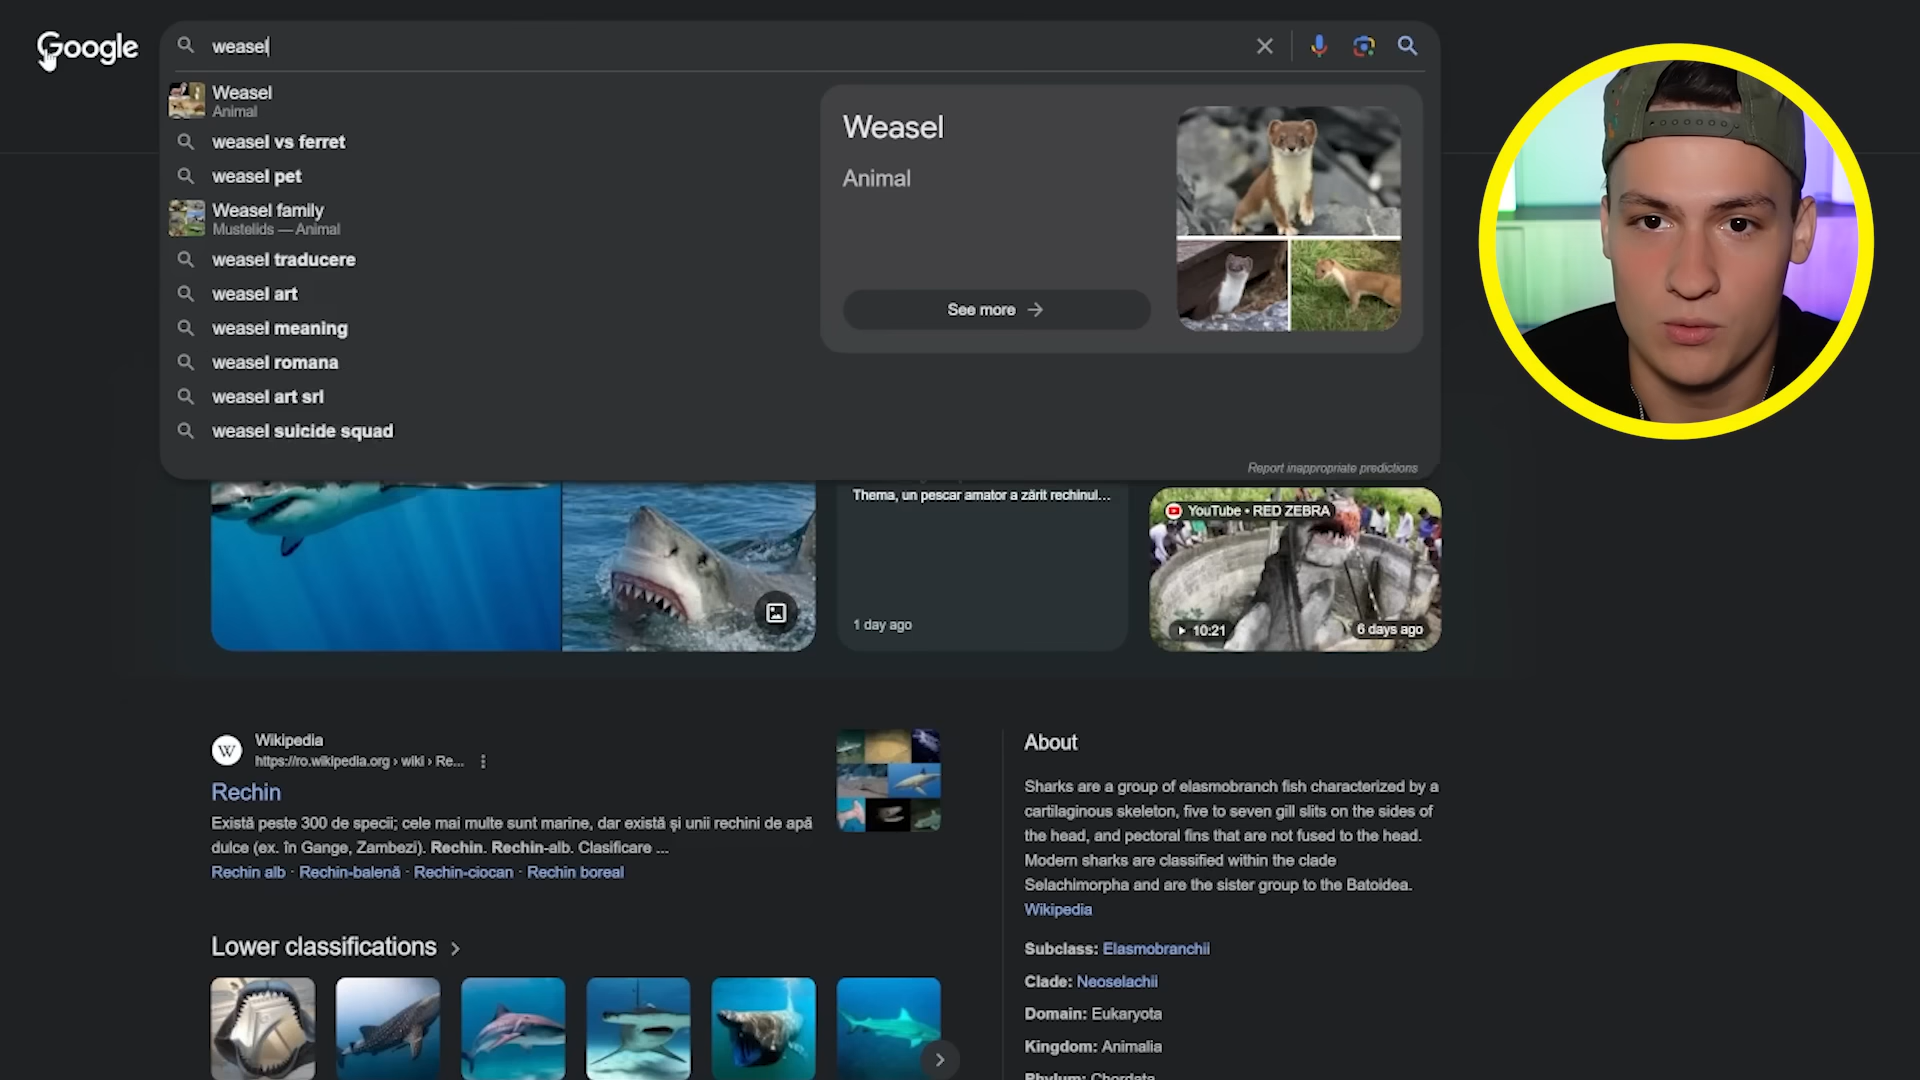 Google
weasel
Weasel
Animal
weasel vs ferret
weasel pet
Weasel family
Mustelids — Animal
weasel traducere
weasel art
weasel meaning
weasel romana
weasel art srl
weasel suicide squad
Weasel
Animal
See more
Report inappropriate predictions
Thema, un pescar amator a zărit rechinul...
1 day ago
YouTube • RED ZEBRA
10:21
6 days ago
W
Wikipedia
https://ro.wikipedia.org › wiki › Re...
Rechin
Există peste 300 de specii; cele mai multe sunt marine, dar există și unii rechini de apă
dulce (ex. în Gange, Zambezi). Rechin. Rechin-alb. Clasificare ...
Rechin alb · Rechin-balenă · Rechin-ciocan · Rechin boreal
Lower classifications
About
Sharks are a group of elasmobranch fish characterized by a
cartilaginous skeleton, five to seven gill slits on the sides of
the head, and pectoral fins that are not fused to the head.
Modern sharks are classified within the clade
Selachimorpha and are the sister group to the Batoidea.
Wikipedia
Subclass: Elasmobranchii
Clade: Neoselachii
Domain: Eukaryota
Kingdom: Animalia
Phylum: Chordata